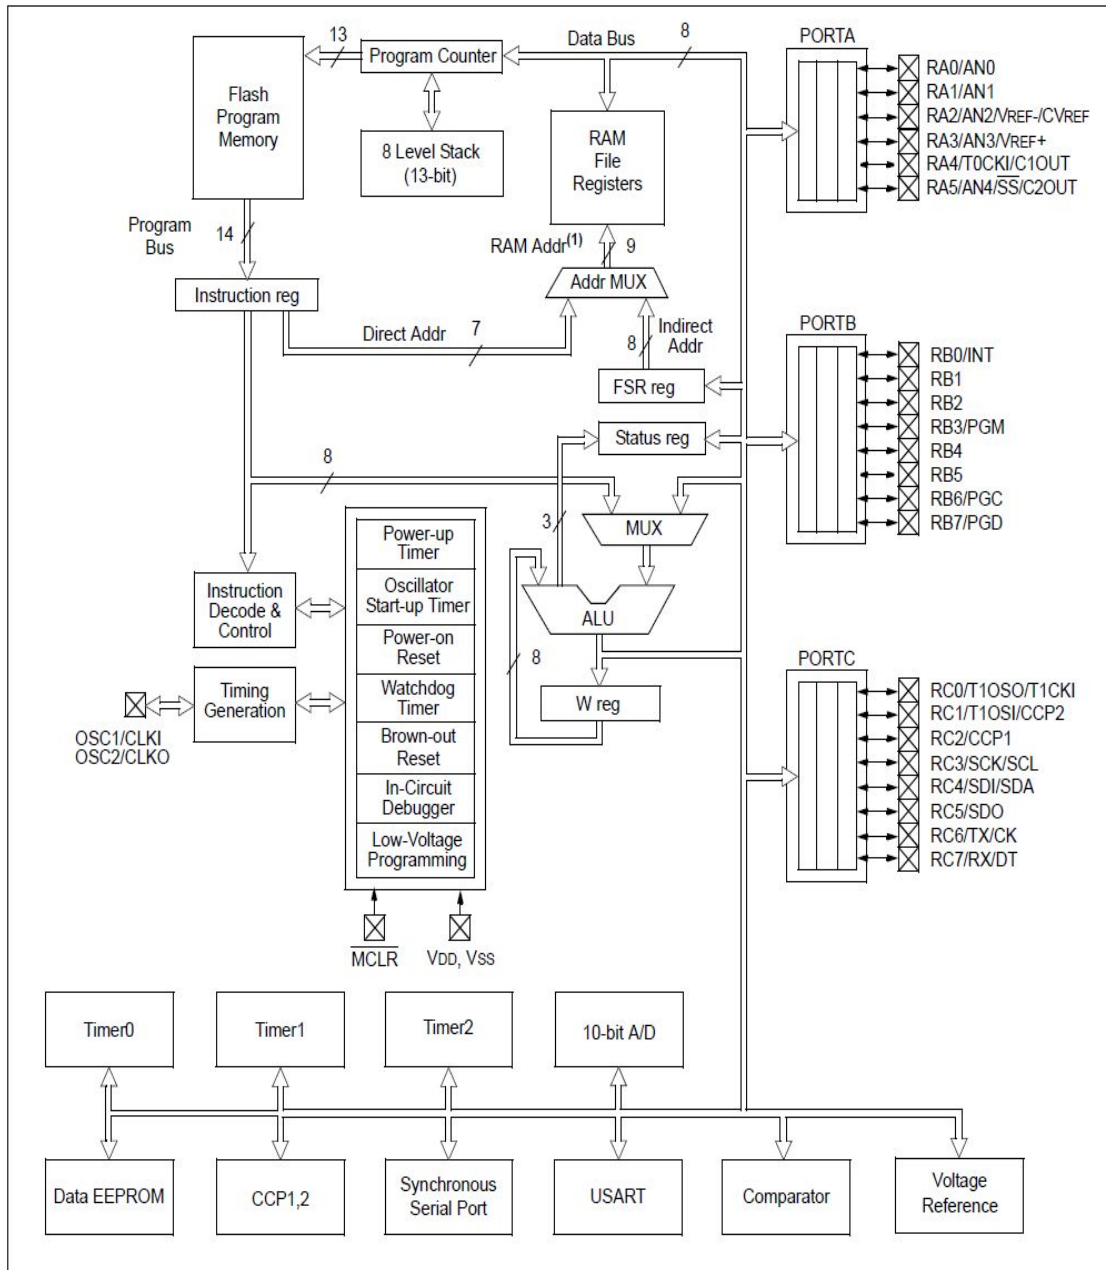 13
Data Bus
8
PORTA
Program Counter
Flash
Program
Memory
8 Level Stack
(13-bit)
RAM
File
Registers
RA0/AN0
RA1/AN1
RA2/AN2/VREF-/CVREF
RA3/AN3/VREF+
RA4/T0CKI/C1OUT
RA5/AN4/SS/C2OUT
Program
Bus
14
RAM Addr(1)
9
Addr MUX
Instruction reg
Direct Addr
7
8
Indirect
Addr
FSR reg
Status reg
PORTB
RB0/INT
RB1
RB2
RB3/PGM
RB4
RB5
RB6/PGC
RB7/PGD
8
3
MUX
ALU
8
W reg
Instruction
Decode &
Control
Timing
Generation
OSC1/CLKI
OSC2/CLKO
Power-up
Timer
Oscillator
Start-up Timer
Power-on
Reset
Watchdog
Timer
Brown-out
Reset
In-Circuit
Debugger
Low-Voltage
Programming
MCLR
VDD, VSS
PORTC
RC0/T1OSO/T1CKI
RC1/T1OSI/CCP2
RC2/CCP1
RC3/SCK/SCL
RC4/SDI/SDA
RC5/SDO
RC6/TX/CK
RC7/RX/DT
Timer0
Timer1
Timer2
10-bit A/D
Data EEPROM
CCP1,2
Synchronous
Serial Port
USART
Comparator
Voltage
Reference